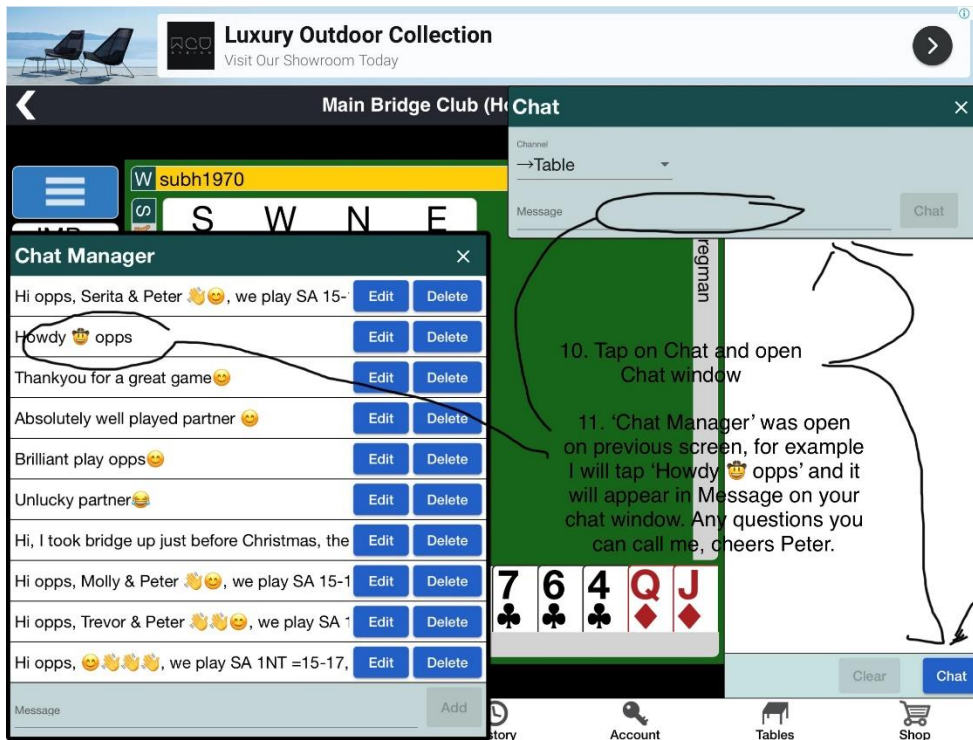 Luxury Outdoor Collection
Visit Our Showroom Today
Main Bridge Club (Ho
Chat
Channel
→Table
Message
Chat
W subh1970
S
S W N E
Chat Manager
Hi opps, Serita & Peter 👋😊, we play SA 15- Edit Delete
Howdy 🤠 opps Edit Delete
Thankyou for a great game😊 Edit Delete
Absolutely well played partner 😊 Edit Delete
Brilliant play opps😊 Edit Delete
Unlucky partner😂 Edit Delete
Hi, I took bridge up just before Christmas, the Edit Delete
Hi opps, Molly & Peter 👋😊, we play SA 15-1 Edit Delete
Hi opps, Trevor & Peter 👋👋😊, we play SA 1 Edit Delete
Hi opps, 😊👋👋👋, we play SA 1NT =15-17, Edit Delete
Message
Add
regman
10. Tap on Chat and open
Chat window
11. ‘Chat Manager’ was open
on previous screen, for example
I will tap ‘Howdy 🤠 opps’ and it
will appear in Message on your
chat window. Any questions you
can call me, cheers Peter.
7 6 4 Q J
Clear Chat
story Account Tables Shop